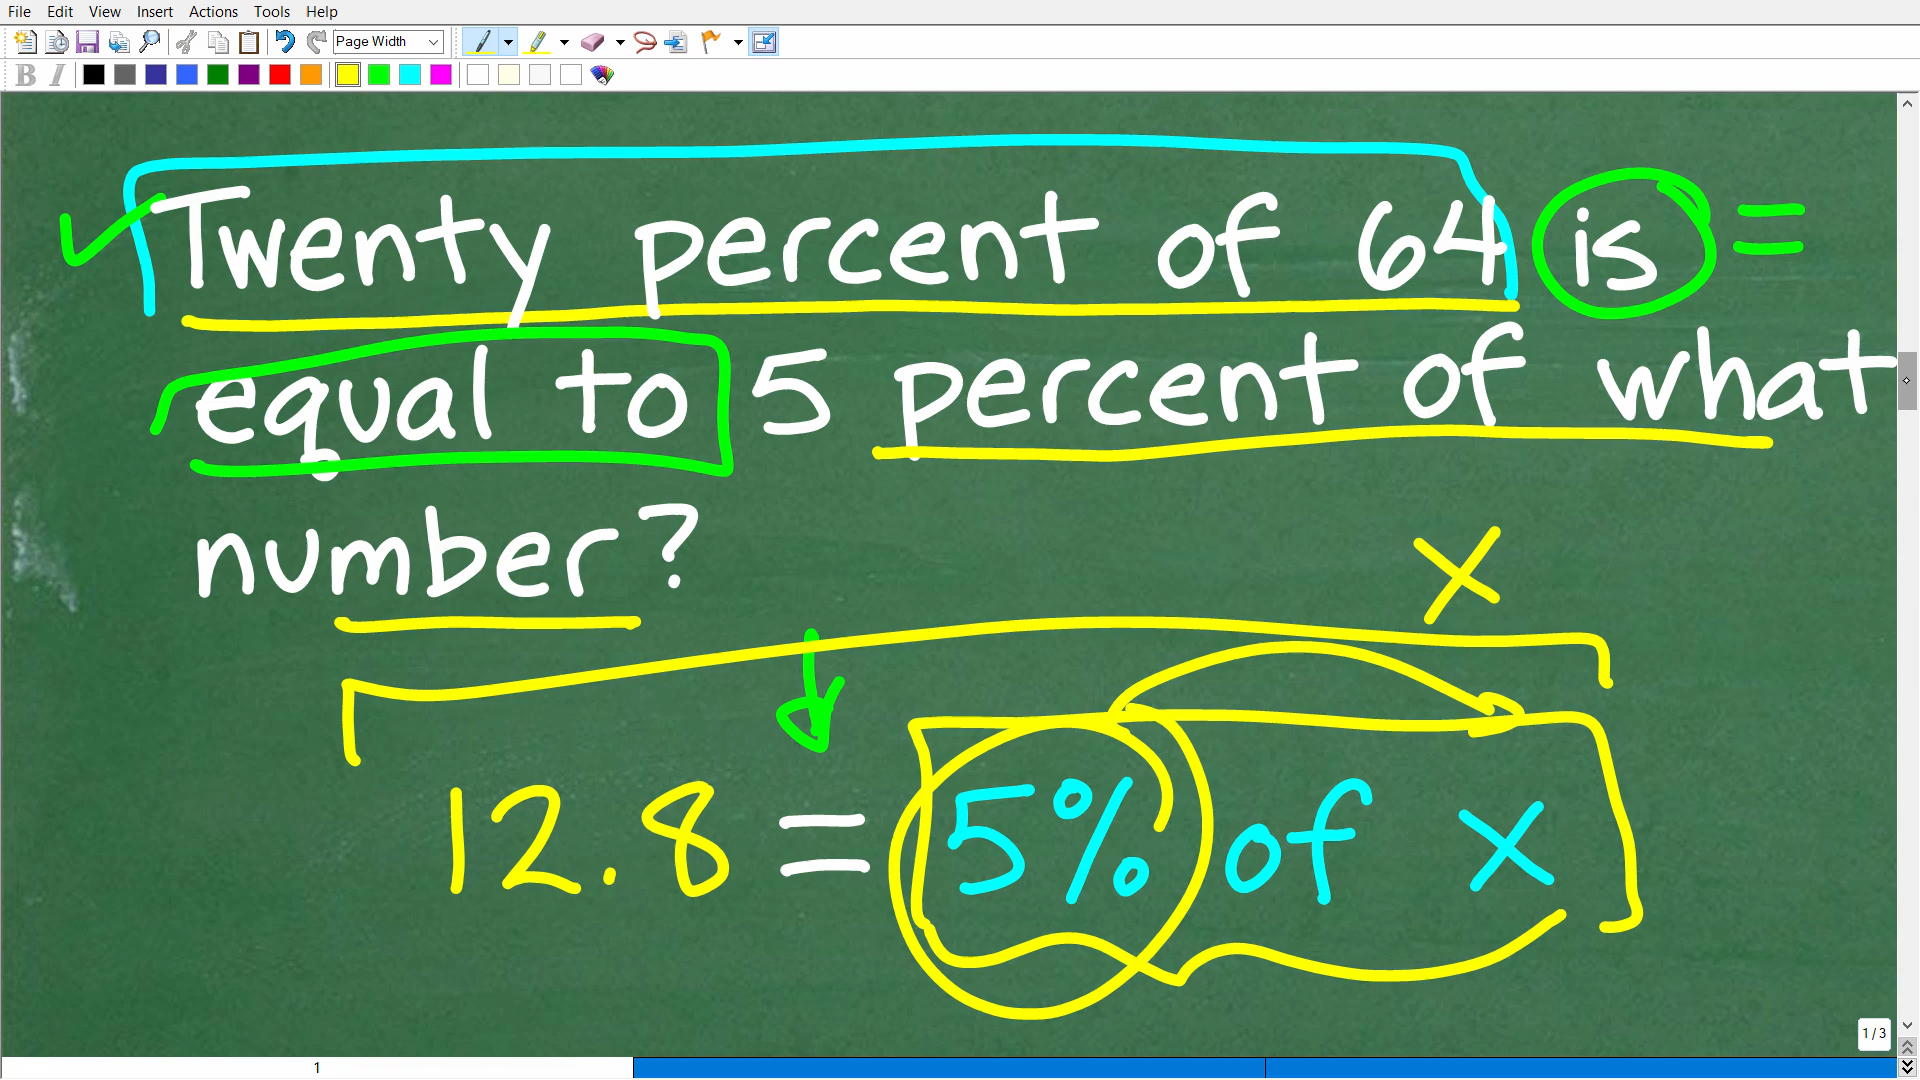 File Edit View Insert Actions Tools Help
Page Width
B I
Twenty percent of 64 is =
equal to 5 percent of what
number?
x
12.8 = 5% of x
1/3
1